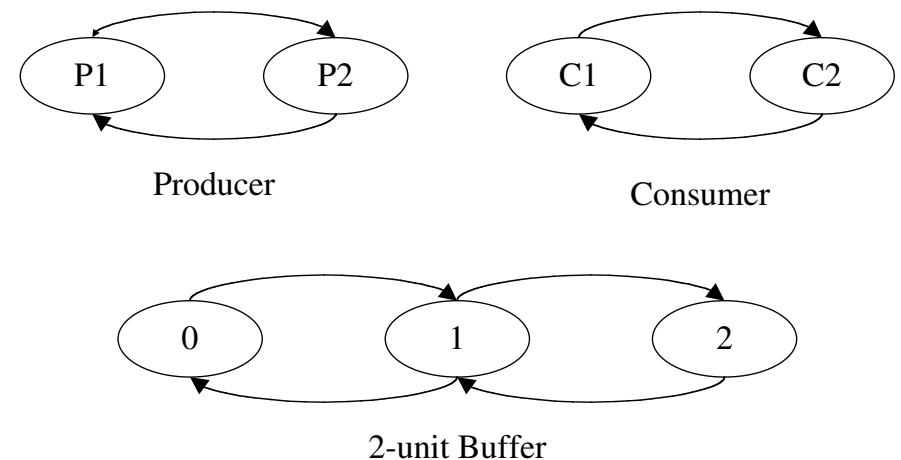 P1 P2 C1 C2
Producer
Consumer
0 1 2
2-unit Buffer